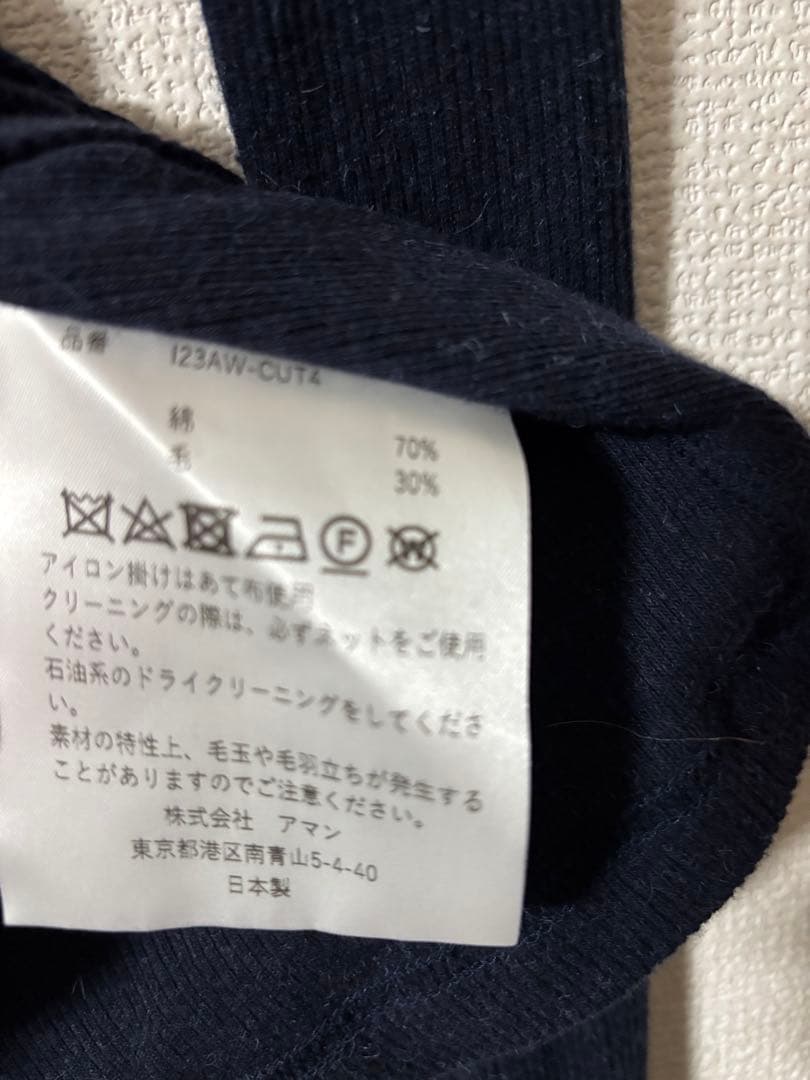 品番 I23AW-CUT4
綿 70%
毛 30%
F W
アイロン掛けはあて布使用
クリーニングの際は、必ずネットをご使用
ください。
石油系のドライクリーニングをしてくださ
い。
素材の特性上、毛玉や毛羽立ちが発生する
ことがありますのでご注意ください。
株式会社 アマン
東京都港区南青山5-4-40
日本製